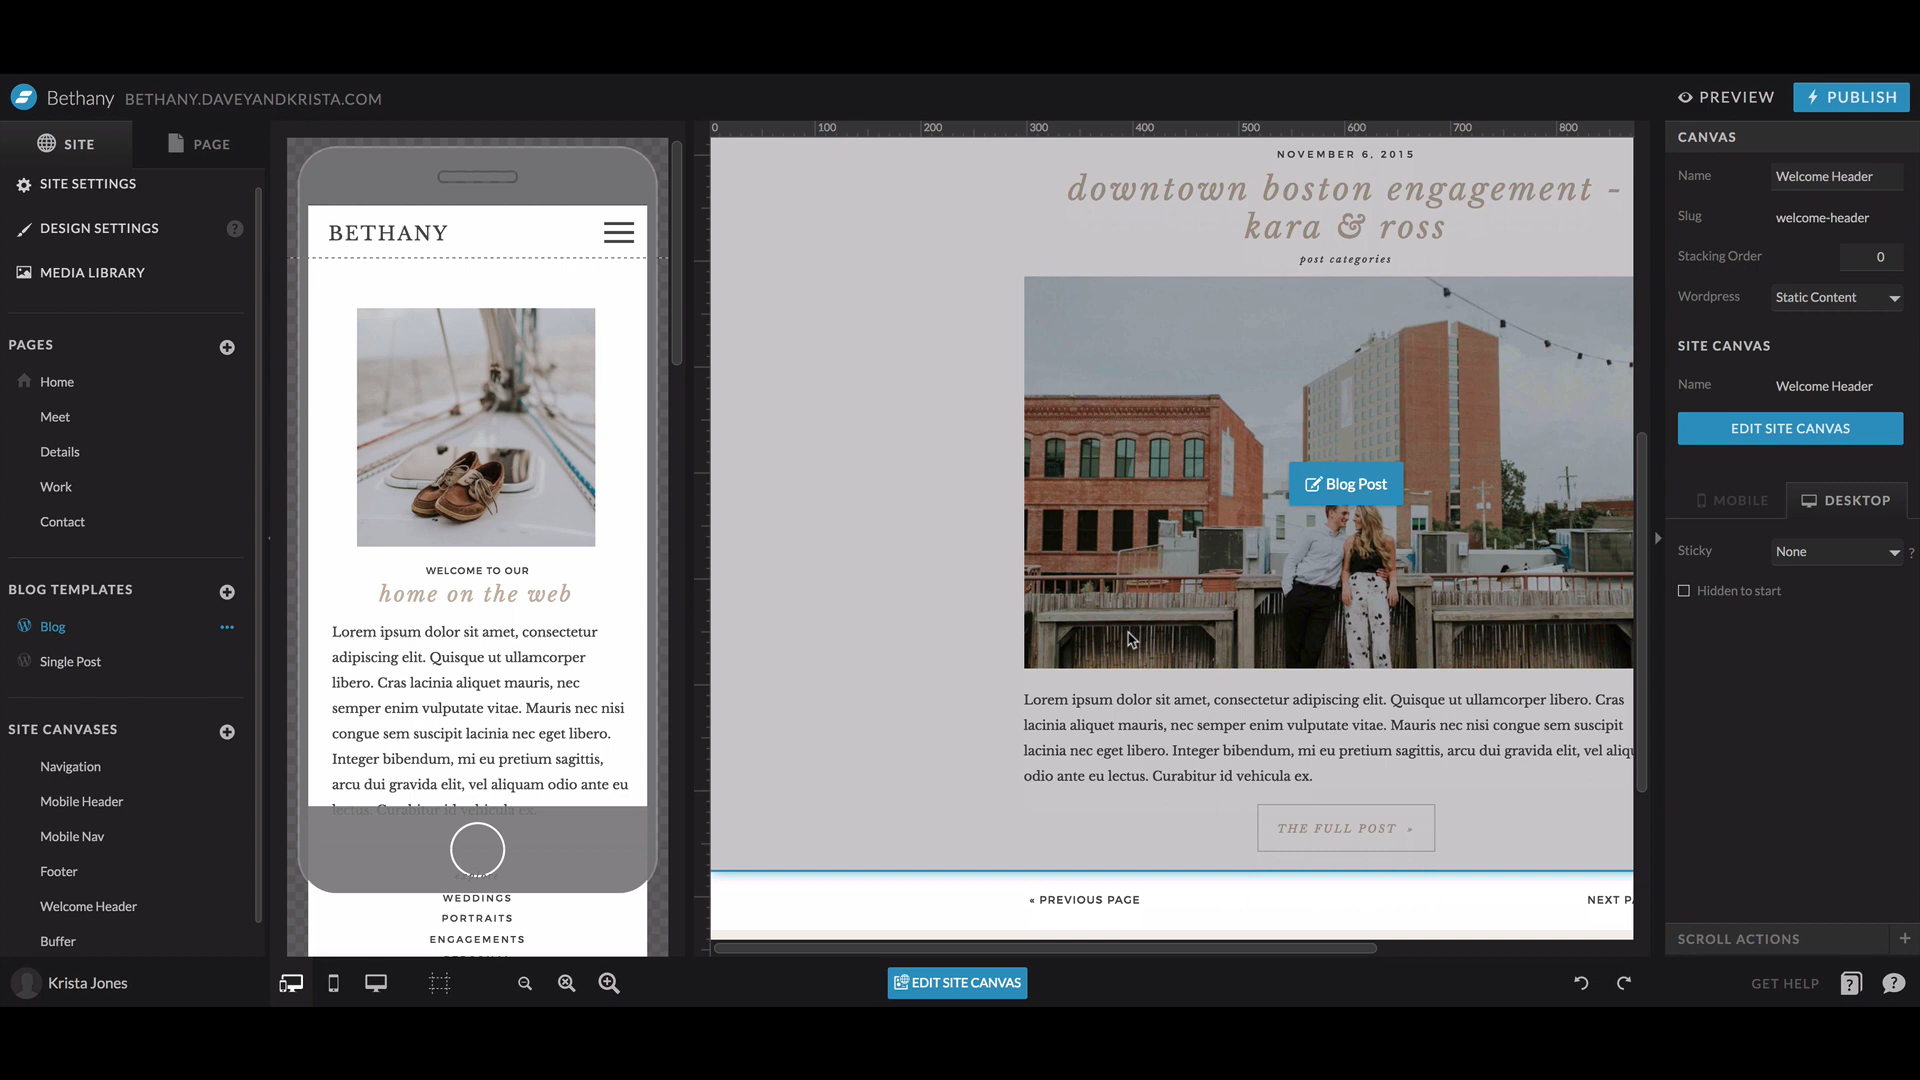 Bethany BETHANY.DAVEYANDKRISTA.COM
PREVIEW
PUBLISH
SITE
PAGE
SITE SETTINGS
DESIGN SETTINGS
?
MEDIA LIBRARY
PAGES
Home
Meet
Details
Work
Contact
BLOG TEMPLATES
Blog
Single Post
SITE CANVASES
Navigation
Mobile Header
Mobile Nav
Footer
Welcome Header
Buffer
Krista Jones
BETHANY
WELCOME TO OUR
home on the web
Lorem ipsum dolor sit amet, consectetur
adipiscing elit. Quisque ut ullamcorper
libero. Cras lacinia aliquet mauris, nec
semper enim vulputate vitae. Mauris nec nisi
congue sem suscipit lacinia nec eget libero.
Integer bibendum, mi eu pretium sagittis,
arcu dui gravida elit, vel aliquam odio ante eu
lectus. Curabitur id vehicula ex.
WEDDINGS
PORTRAITS
ENGAGEMENTS
0 100 200 300 400 500 600 700 800
NOVEMBER 6, 2015
downtown boston engagement -
kara & ross
post categories
Blog Post
Lorem ipsum dolor sit amet, consectetur adipiscing elit. Quisque ut ullamcorper libero. Cras
lacinia aliquet mauris, nec semper enim vulputate vitae. Mauris nec nisi congue sem suscipit
lacinia nec eget libero. Integer bibendum, mi eu pretium sagittis, arcu dui gravida elit, vel aliqu
odio ante eu lectus. Curabitur id vehicula ex.
THE FULL POST »
« PREVIOUS PAGE
NEXT P
EDIT SITE CANVAS
CANVAS
Name Welcome Header
Slug welcome-header
Stacking Order 0
Wordpress Static Content
SITE CANVAS
Name Welcome Header
EDIT SITE CANVAS
MOBILE
DESKTOP
Sticky None ?
Hidden to start
SCROLL ACTIONS +
GET HELP ? ?